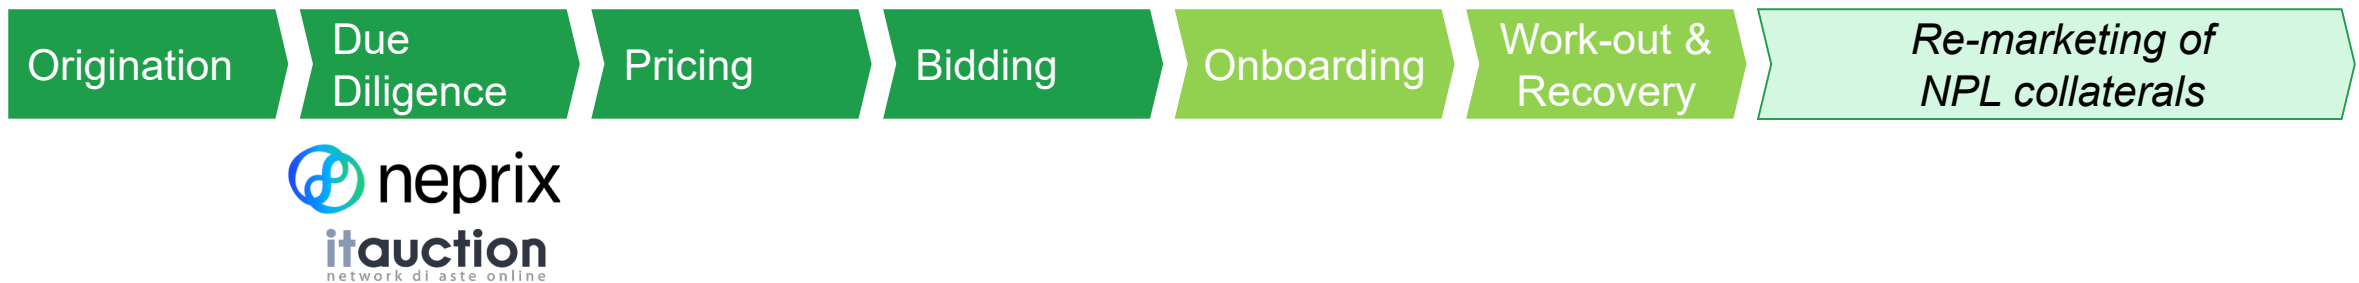 Origination
Due
Diligence
Pricing
Bidding
Onboarding
Work-out &
Recovery
Re-marketing of
NPL collaterals
neprix
itauction
network di aste online